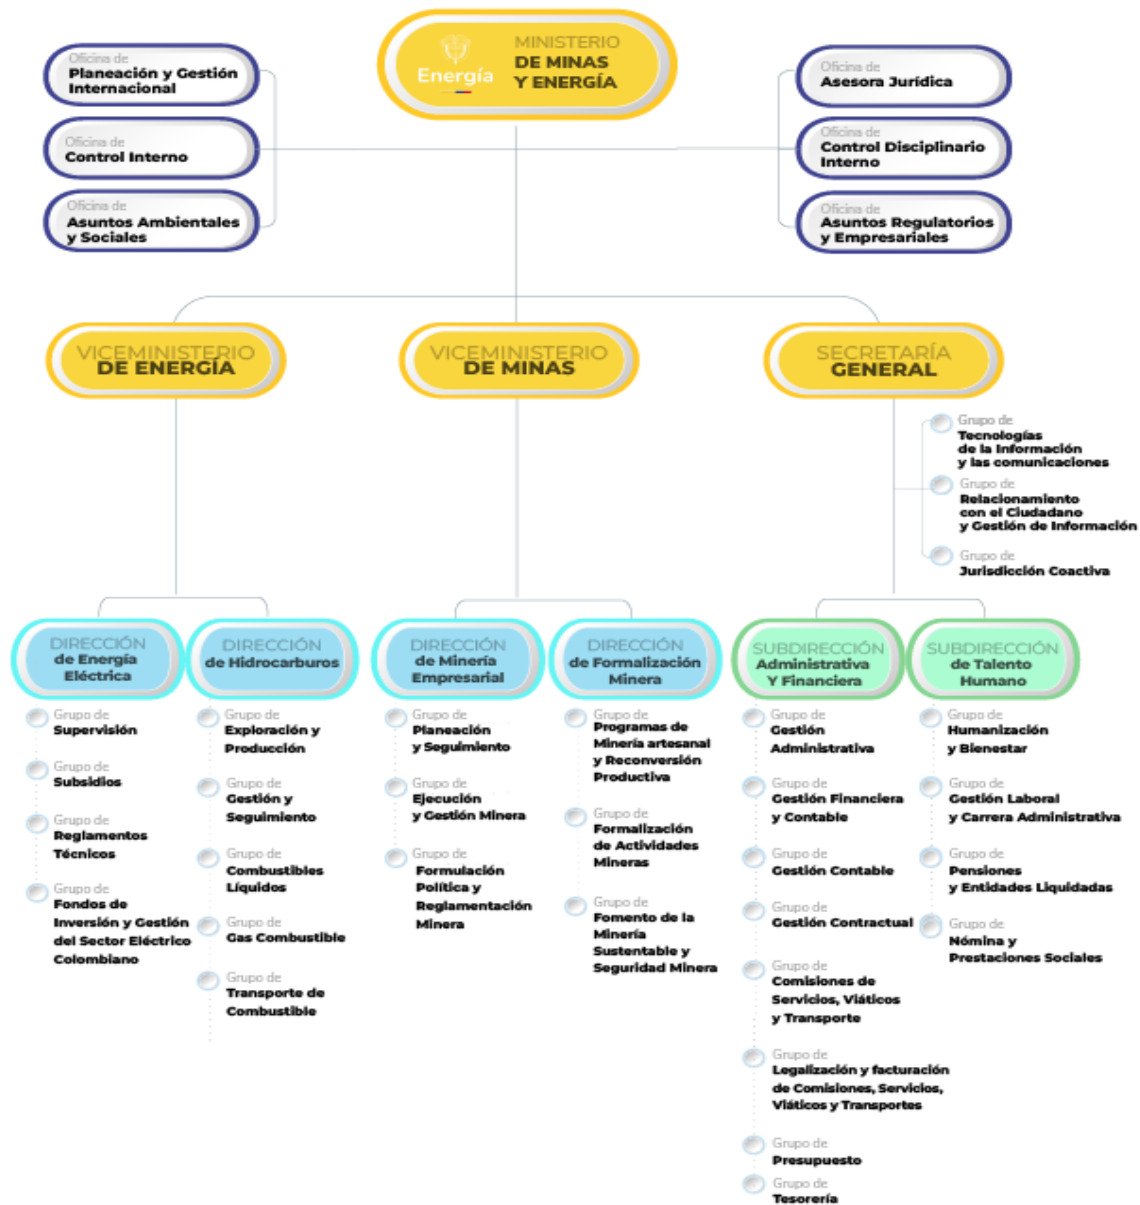 Energía
MINISTERIO
DE MINAS
Y ENERGÍA
Oficina de
Planeación y Gestión
Internacional
Oficina de
Control Interno
Oficina de
Asuntos Ambientales
y Sociales
Oficina de
Asesora Jurídica
Oficina de
Control Disciplinario
Interno
Oficina de
Asuntos Regulatorios
y Empresariales
VICEMINISTERIO
DE ENERGÍA
VICEMINISTERIO
DE MINAS
SECRETARÍA
GENERAL
Grupo de
Tecnologías
de la Información
y las comunicaciones
Grupo de
Relacionamiento
con el Ciudadano
y Gestión de Información
Grupo de
Jurisdicción Coactiva
DIRECCIÓN
de Energía
Eléctrica
Grupo de
Supervisión
Grupo de
Subsidios
Grupo de
Reglamentos
Técnicos
Grupo de
Fondos de
Inversión y Gestión
del Sector Eléctrico
Colombiano
DIRECCIÓN
de Hidrocarburos
Grupo de
Exploración y
Producción
Grupo de
Gestión y
Seguimiento
Grupo de
Combustibles
Líquidos
Grupo de
Gas Combustible
Grupo de
Transporte de
Combustible
DIRECCIÓN
de Minería
Empresarial
Grupo de
Planeación
y Seguimiento
Grupo de
Ejecución
y Gestión Minera
Grupo de
Formulación
Política y
Reglamentación
Minera
DIRECCIÓN
de Formalización
Minera
Grupo de
Programas de
Minería artesanal
y Reconversión
Productiva
Grupo de
Formalización
de Actividades
Mineras
Grupo de
Fomento de la
Minería
Sustentable y
Seguridad Minera
SUBDIRECCIÓN
Administrativa
Y Financiera
Grupo de
Gestión
Administrativa
Grupo de
Gestión Financiera
y Contable
Grupo de
Gestión Contable
Grupo de
Gestión Contractual
Grupo de
Comisiones de
Servicios, Viáticos
y Transporte
Grupo de
Legalización y facturación
de Comisiones, Servicios,
Viáticos y Transportes
Grupo de
Presupuesto
Grupo de
Tesorería
SUBDIRECCIÓN
de Talento
Humano
Grupo de
Humanización
y Bienestar
Grupo de
Gestión Laboral
y Carrera Administrativa
Grupo de
Pensiones
y Entidades Liquidadas
Grupo de
Nómina y
Prestaciones Sociales